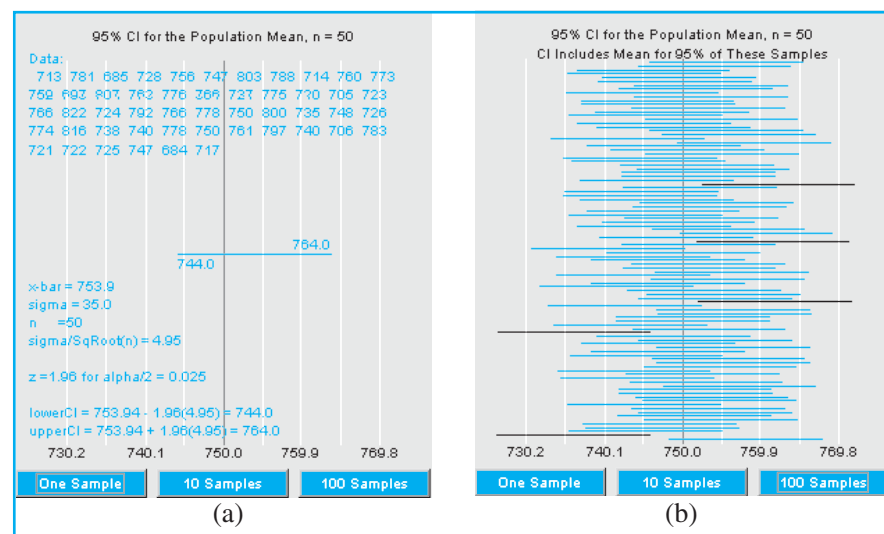 95% CI for the Population Mean, n = 50
Data:
713 781 685 728 756 747 803 788 714 760 773
759 693 807 762 776 366 727 775 720 705 723
766 822 724 792 766 778 750 800 735 748 726
774 816 738 740 778 750 761 797 740 706 783
721 722 725 747 684 717
764.0
744.0
x-bar = 753.9
sigma = 35.0
n =50
sigma/SqRoot(n) = 4.95
z =1.96 for alpha/2 = 0.025
lowerCI = 753.94 - 1.96(4.95) = 744.0
upperCI = 753.94 + 1.96(4.95) = 764.0
730.2 740.1 750.0 759.9 769.8
One Sample 10 Samples 100 Samples
(a)
95% CI for the Population Mean, n = 50
CI Includes Mean for 95% of These Samples
730.2 740.1 750.0 759.9 769.8
One Sample 10 Samples 100 Samples
(b)